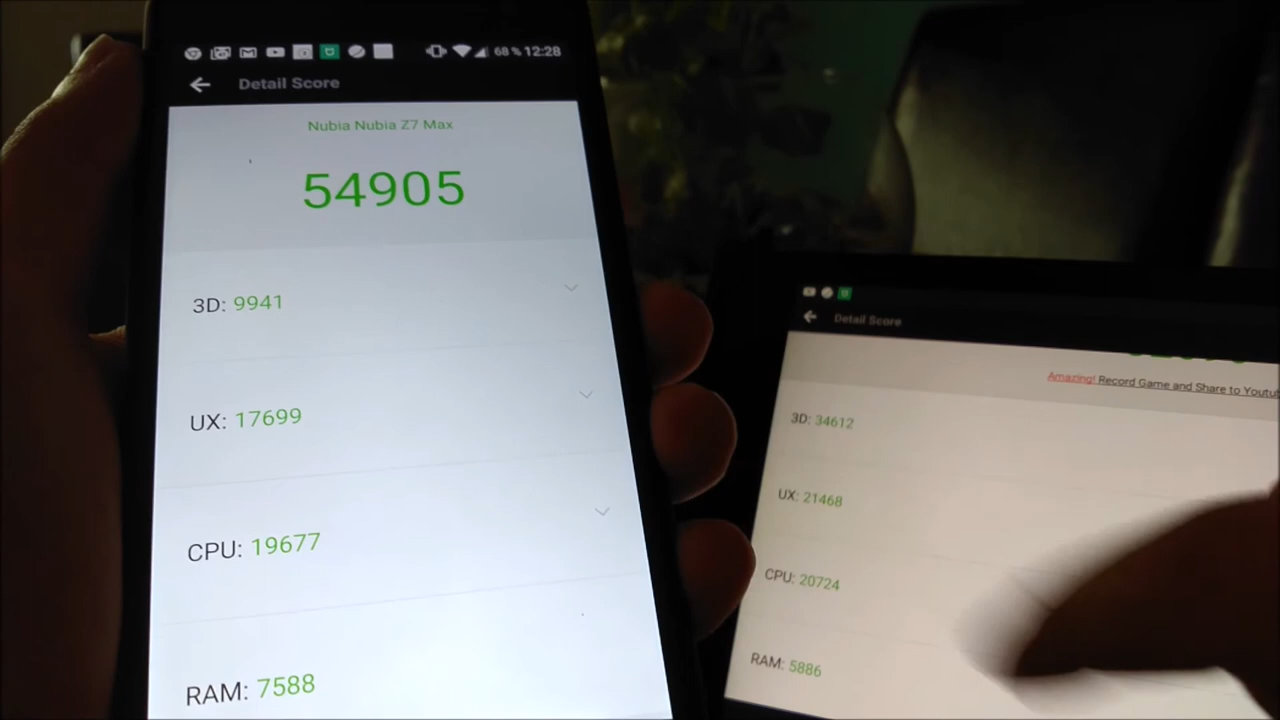 68 % 12:28
Detail Score
Nubia Nubia Z7 Max
54905
3D: 9941
UX: 17699
CPU: 19677
RAM: 7588
Detail Score
Amazing! Record Game and Share to Youtu
3D: 34612
UX: 21468
CPU: 20724
RAM: 5886